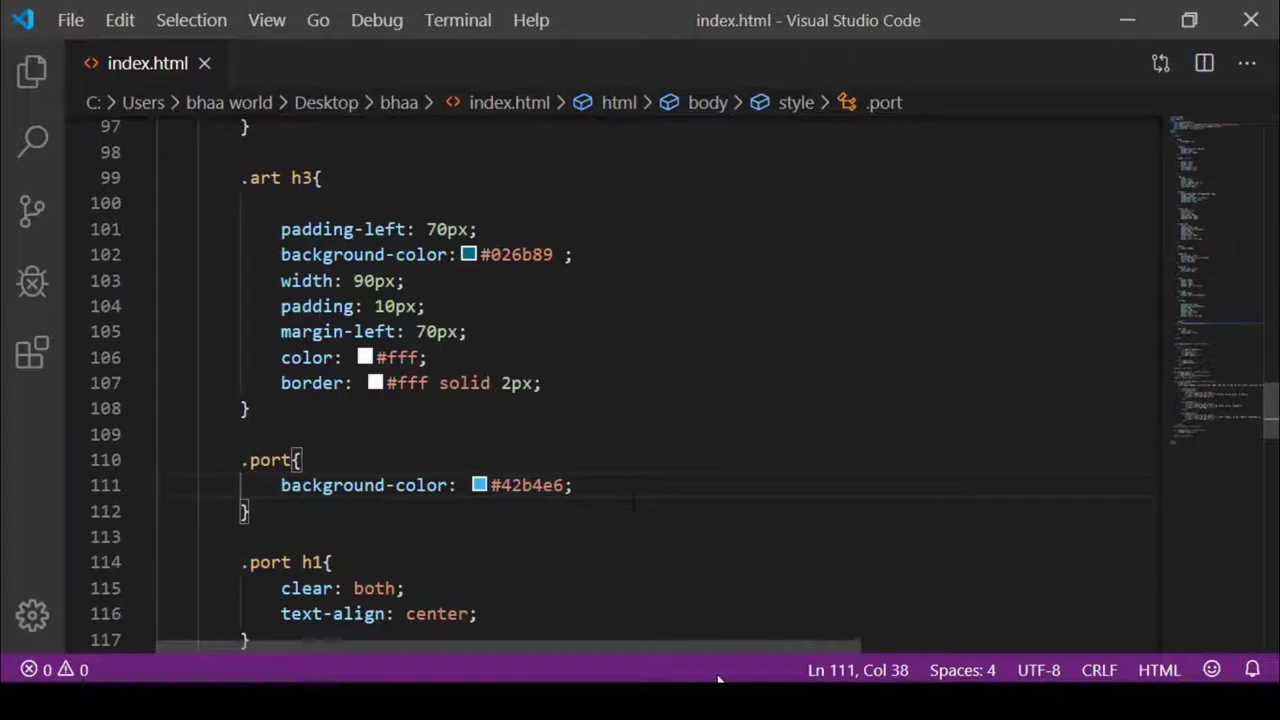 File Edit Selection View Go Debug Terminal Help index.html - Visual Studio Code
index.html
C: Users bhaa world Desktop bhaa index.html html body style .port
97 }
98
99 .art h3{
100
101 padding-left: 70px;
102 background-color: #026b89 ;
103 width: 90px;
104 padding: 10px;
105 margin-left: 70px;
106 color: #fff;
107 border: #fff solid 2px;
108 }
109
110 .port{
111 background-color: #42b4e6;
112 }
113
114 .port h1{
115 clear: both;
116 text-align: center;
117 }
0 0 Ln 111, Col 38 Spaces: 4 UTF-8 CRLF HTML